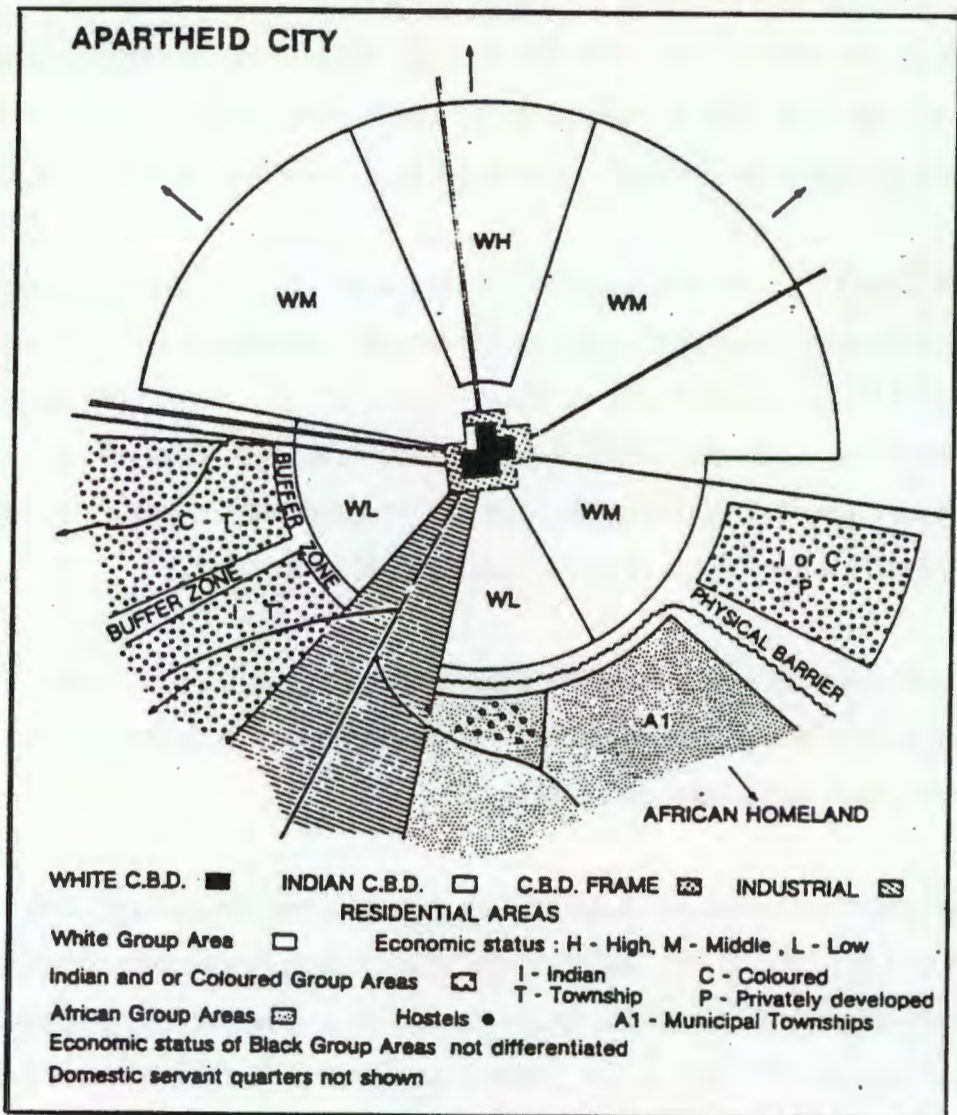 APARTHEID CITY
WH
WM
WM
BUFFER ZONE
C - T
WL
WM
I or C
P
BUFFER ZONE
I T
WL
PHYSICAL BARRIER
A1
AFRICAN HOMELAND
WHITE C.B.D. INDIAN C.B.D. C.B.D. FRAME INDUSTRIAL
RESIDENTIAL AREAS
White Group Area Economic status : H - High, M - Middle , L - Low
Indian and or Coloured Group Areas I - Indian C - Coloured
T - Township P - Privately developed
African Group Areas Hostels A1 - Municipal Townships
Economic status of Black Group Areas not differentiated
Domestic servant quarters not shown